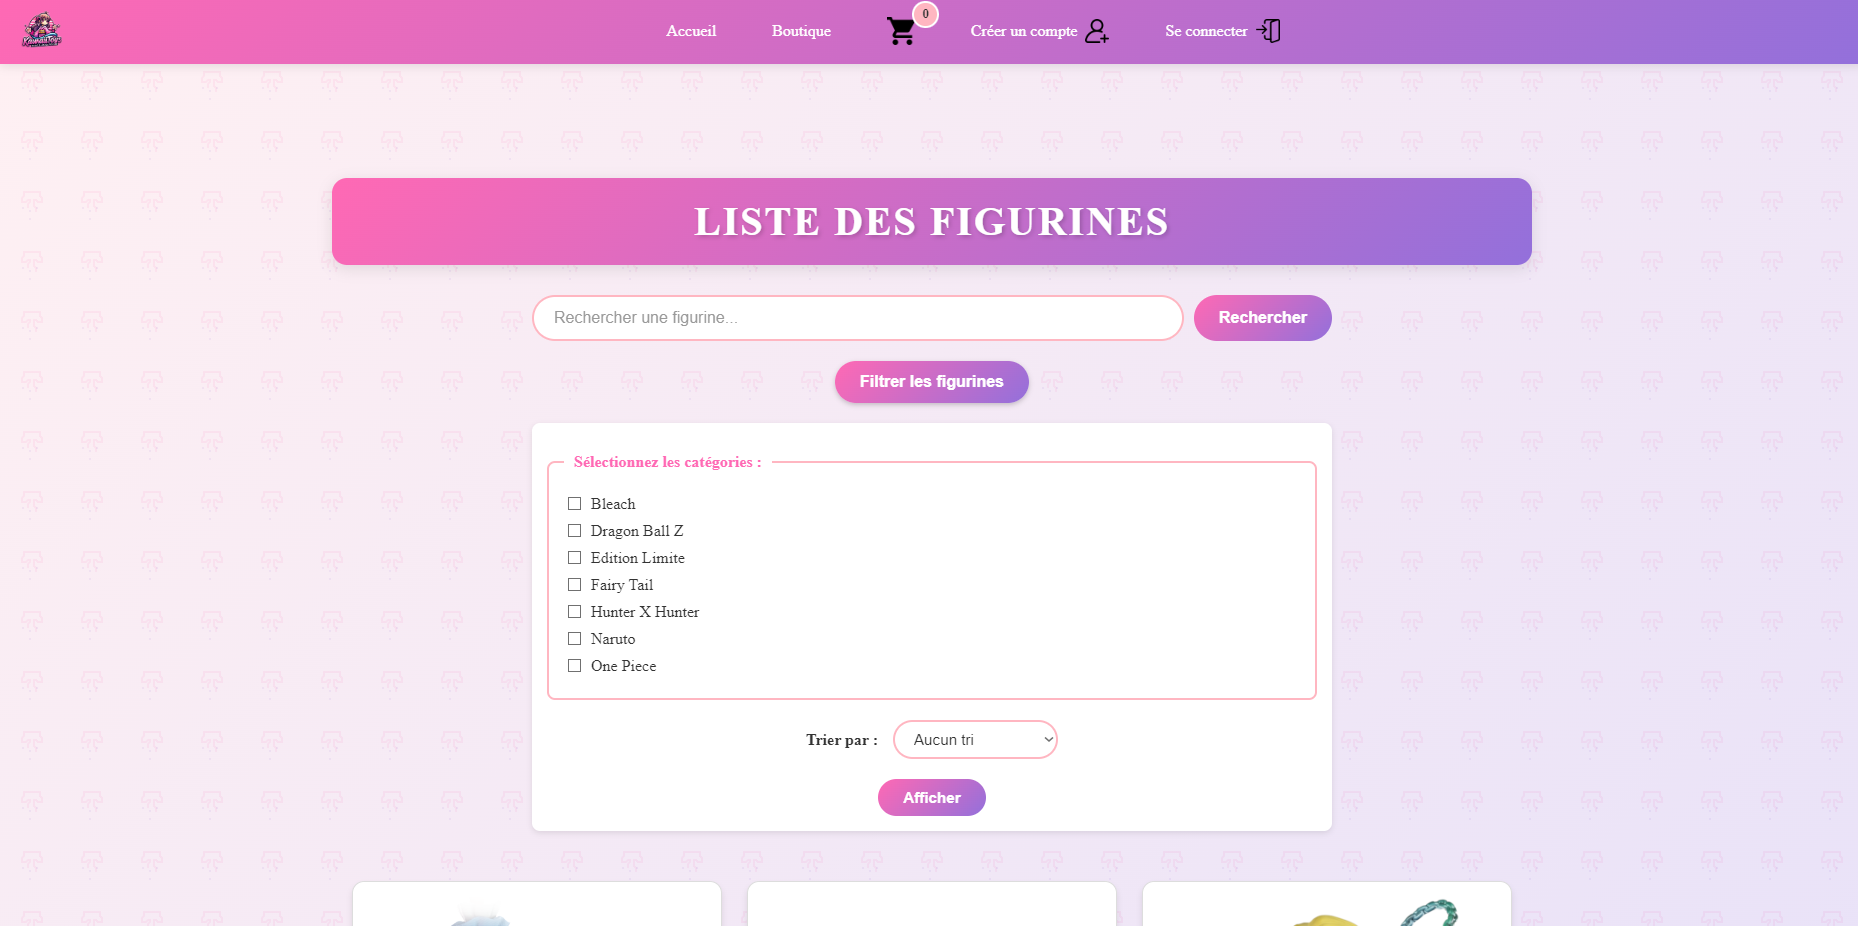 Accueil
Boutique
0
Créer un compte
Se connecter
LISTE DES FIGURINES
Rechercher une figurine...
Rechercher
Filtrer les figurines
Sélectionnez les catégories :
Bleach
Dragon Ball Z
Edition Limite
Fairy Tail
Hunter X Hunter
Naruto
One Piece
Trier par :
Aucun tri
Afficher